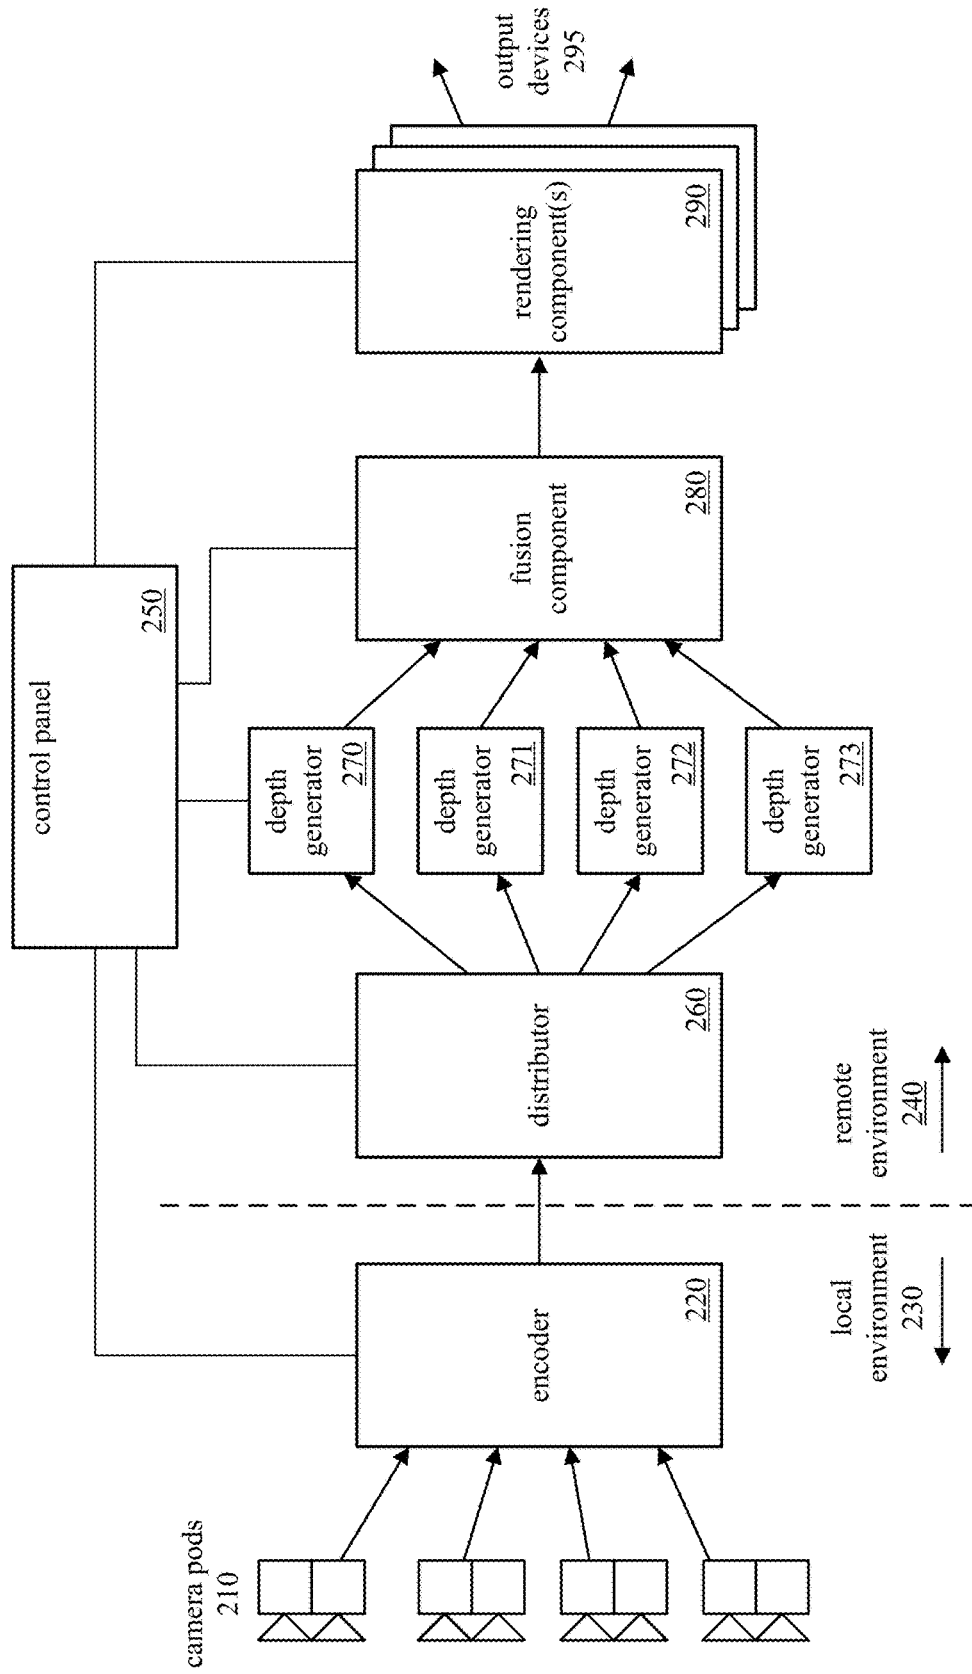 camera pods
210
encoder
220
local
environment
230
remote
environment
240
control panel
250
distributor
260
depth
generator
270
depth
generator
271
depth
generator
272
depth
generator
273
fusion
component
280
rendering
component(s)
290
output
devices
295